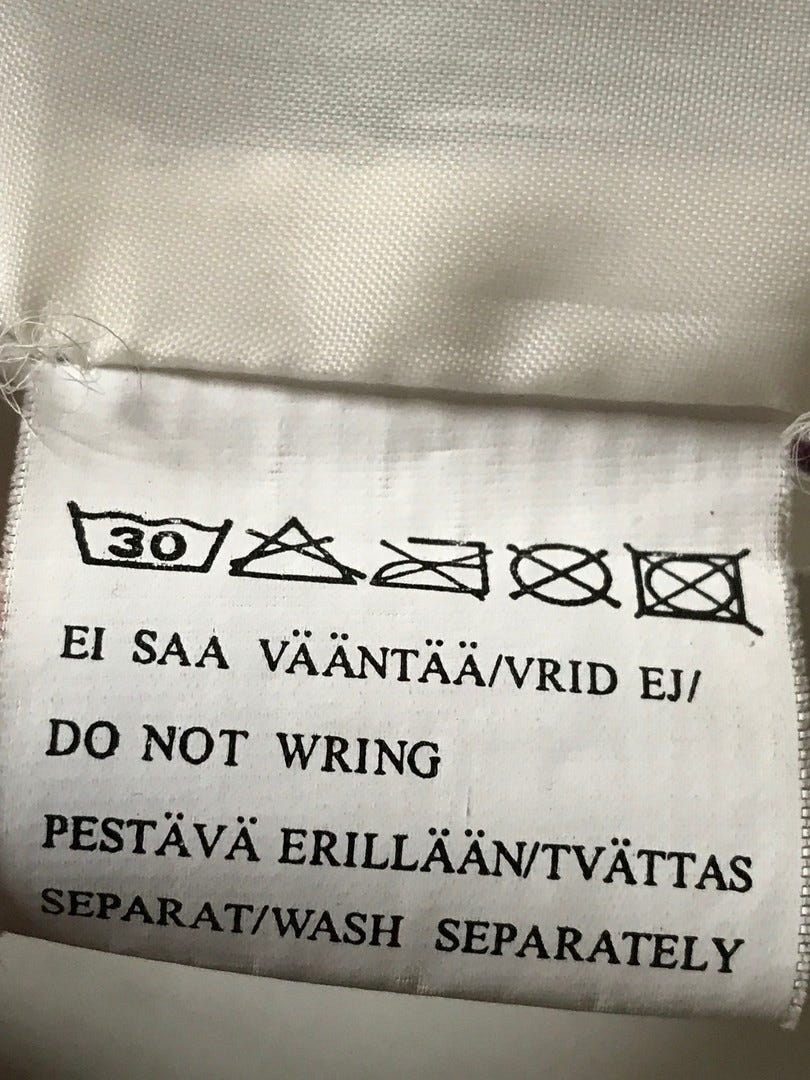 30
EI SAA VÄÄNTÄÄ/VRID EJ/
DO NOT WRING
PESTÄVÄ ERILLÄÄN/TVÄTTAS
SEPARAT/WASH SEPARATELY